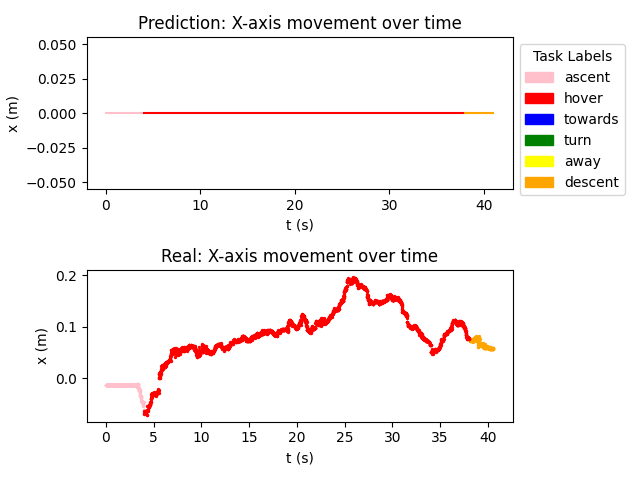 Prediction: X-axis movement over time
0.050
0.025
0.000
−0.025
−0.050
x (m)
0 10 20 30 40
t (s)
Task Labels
ascent
hover
towards
turn
away
descent
Real: X-axis movement over time
0.2
0.1
0.0
x (m)
0 5 10 15 20 25 30 35 40
t (s)